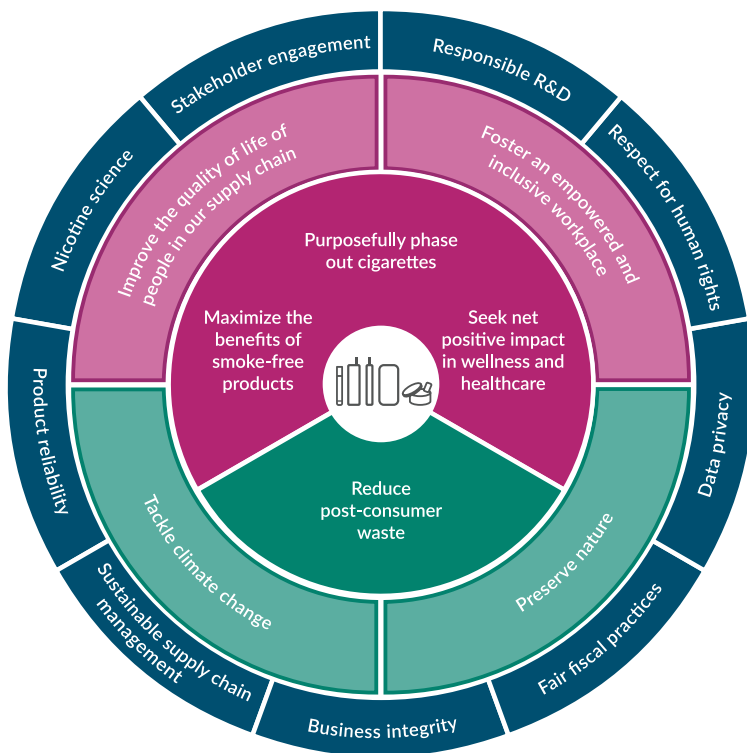 Stakeholder engagement
Responsible R&D
Respect for human rights
Data privacy
Fair fiscal practices
Business integrity
Sustainable supply chain
management
Product reliability
Nicotine science
Improve the quality of life of
people in our supply chain
Foster an empowered and
inclusive workplace
Preserve nature
Tackle climate change
Purposefully phase
out cigarettes
Maximize the
benefits of
smoke-free
products
Seek net
positive impact
in wellness and
healthcare
Reduce
post-consumer
waste